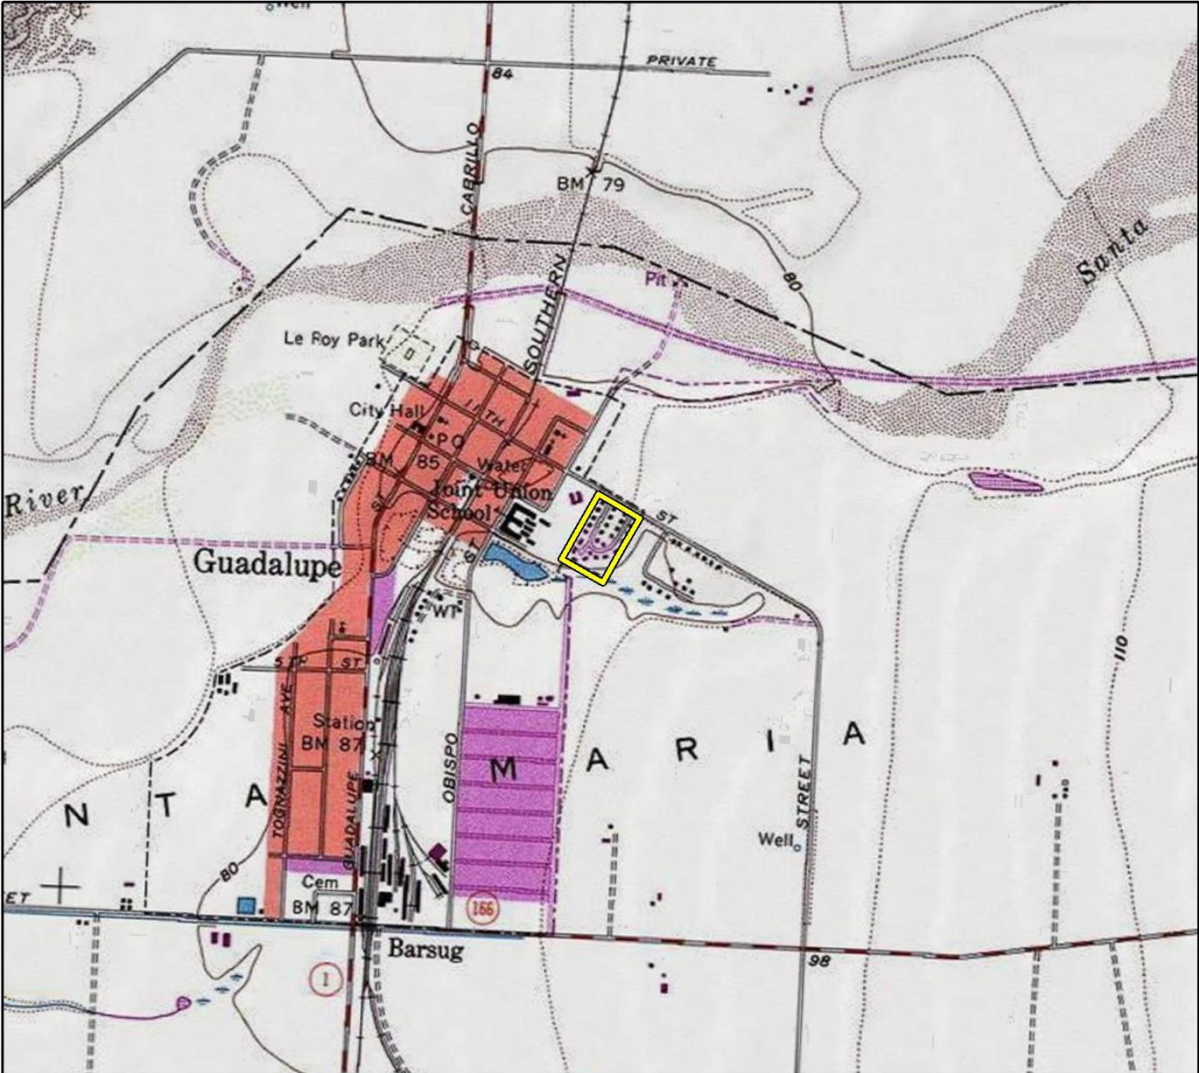 Well
PRIVATE
84
CABRILLO
BM 79
Santa
80
SOUTHERN
Pit
Le Roy Park
City Hall
11TH
PO
BM 85
Water
River
Joint Union
School
ST
ST
ST
Guadalupe
WT
110
5TH ST
AVE
Station
BM 87
M A R I A
OBISPO
N T A
TOGNAZZINI
GUADALUPE
STREET
Well
80
Cem
ET
BM 87
166
Barsug
98
1